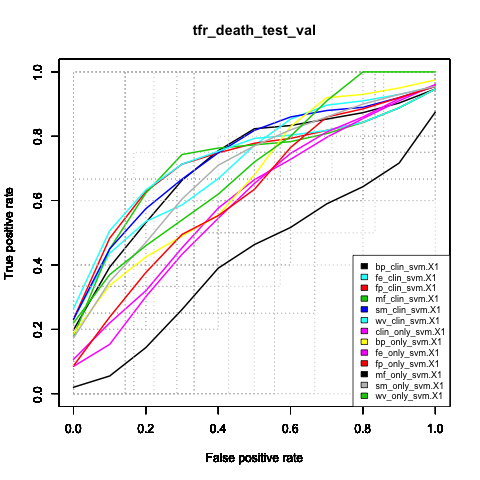 tfr_death_test_val
True positive rate
1.0
0.8
0.6
0.4
0.2
0.0
bp_clin_svm.X1
fe_clin_svm.X1
fp_clin_svm.X1
mf_clin_svm.X1
sm_clin_svm.X1
wv_clin_svm.X1
clin_only_svm.X1
bp_only_svm.X1
fe_only_svm.X1
fp_only_svm.X1
mf_only_svm.X1
sm_only_svm.X1
wv_only_svm.X1
0.0 0.2 0.4 0.6 0.8 1.0
False positive rate